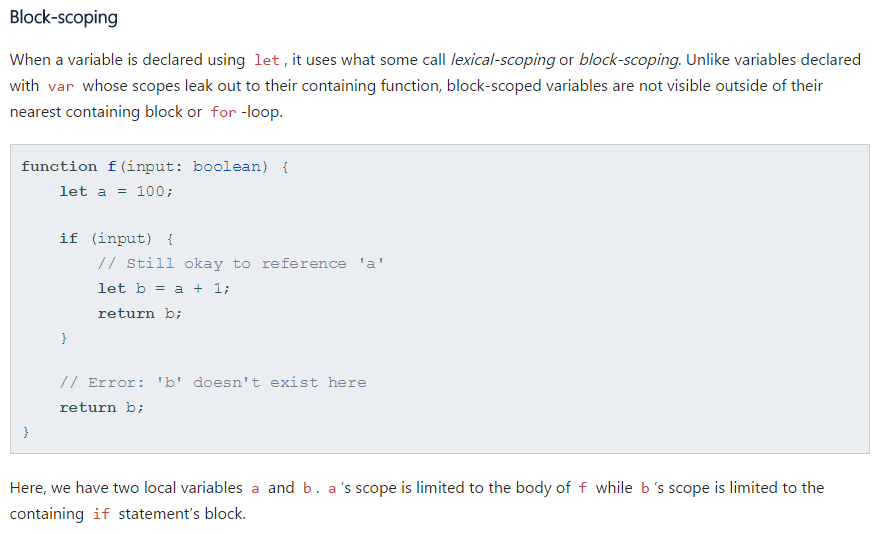 Block-scoping
When a variable is declared using let, it uses what some call lexical-scoping or block-scoping. Unlike variables declared
with var whose scopes leak out to their containing function, block-scoped variables are not visible outside of their
nearest containing block or for -loop.
function f(input: boolean) {
    let a = 100;
    if (input) {
        // Still okay to reference 'a'
        let b = a + 1;
        return b;
    }
    // Error: 'b' doesn't exist here
    return b;
}
Here, we have two local variables a and b. a's scope is limited to the body of f while b's scope is limited to the
containing if statement’s block.